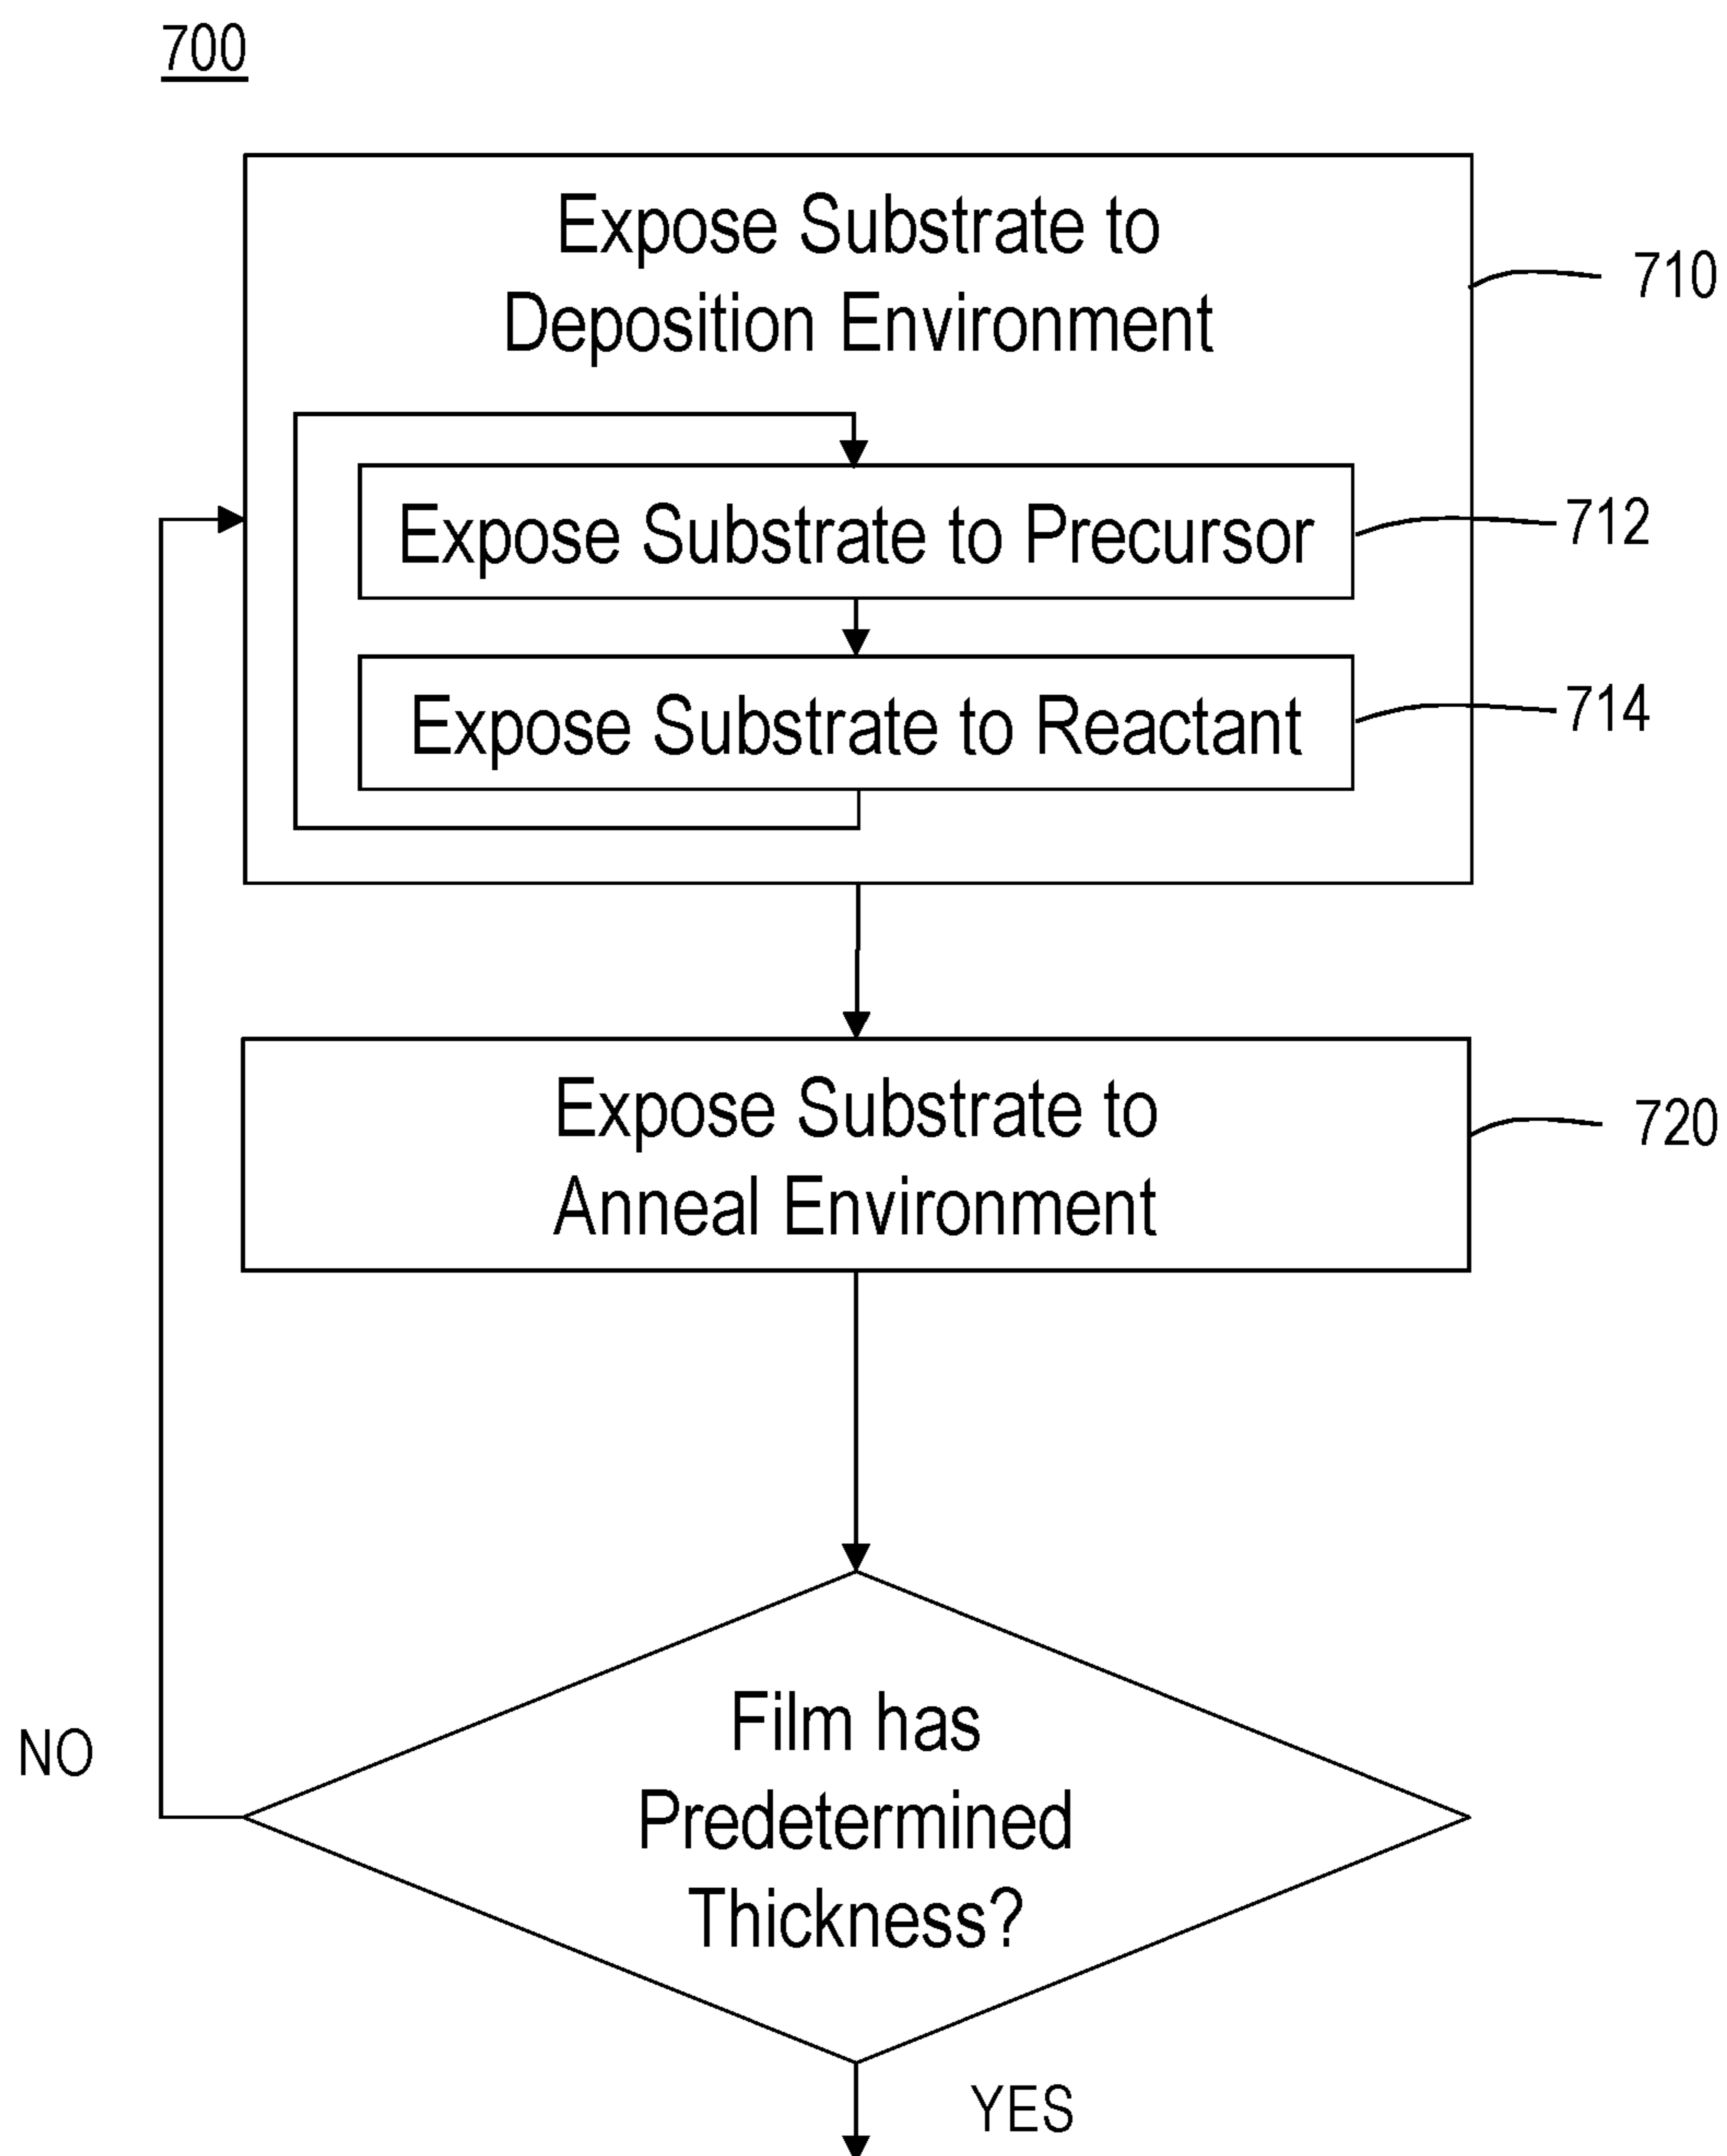 700
Expose Substrate to
Deposition Environment
710
Expose Substrate to Precursor
712
Expose Substrate to Reactant
714
Expose Substrate to
Anneal Environment
720
Film has
Predetermined
Thickness?
NO
YES